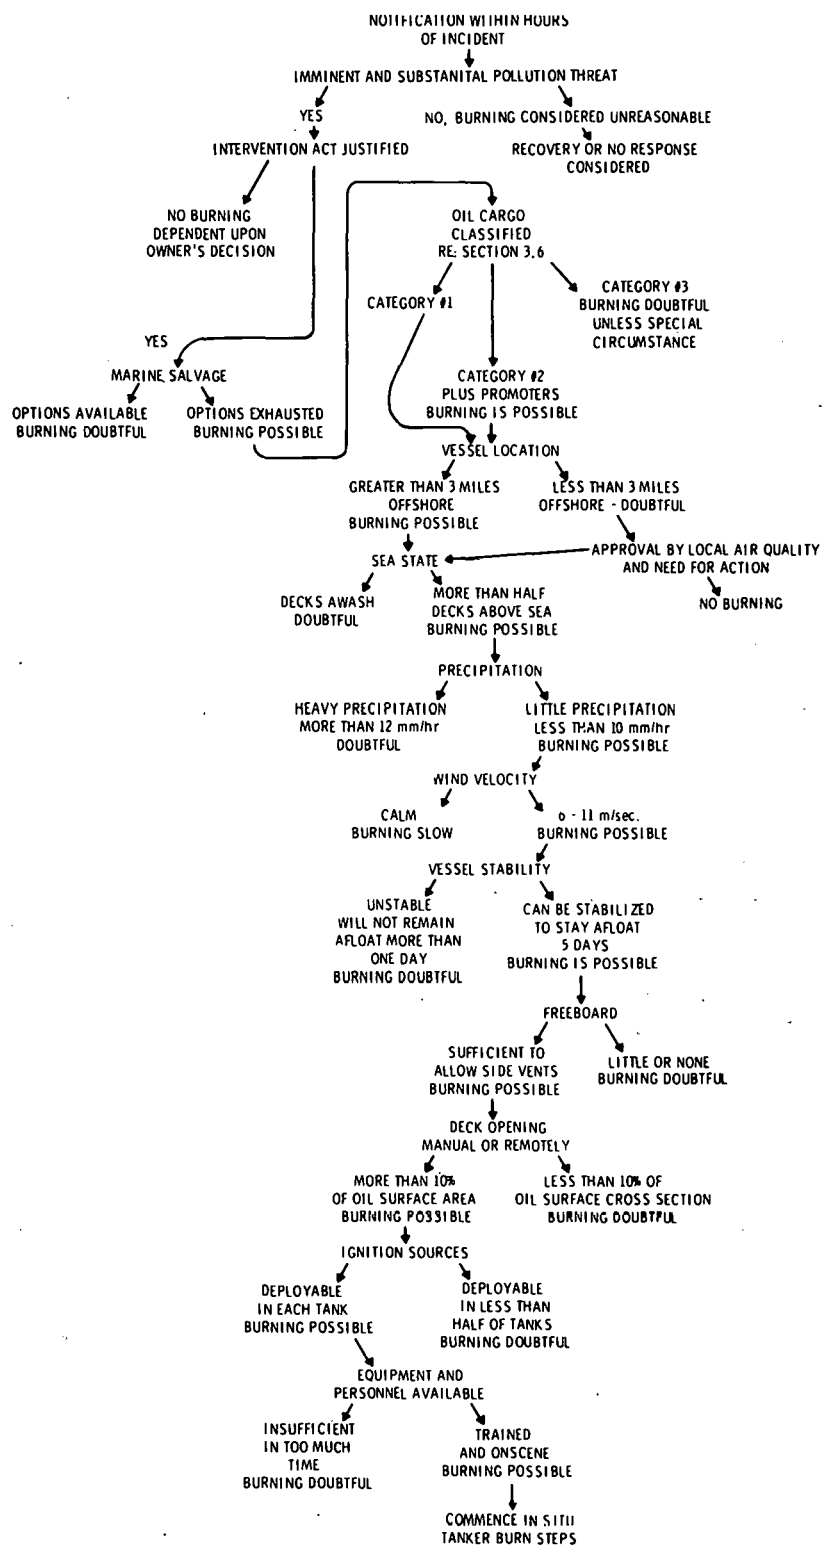 NOTIFICATION WITHIN HOURS
OF INCIDENT
IMMINENT AND SUBSTANITAL POLLUTION THREAT
YES
NO, BURNING CONSIDERED UNREASONABLE
INTERVENTION ACT JUSTIFIED
RECOVERY OR NO RESPONSE
CONSIDERED
NO BURNING
DEPENDENT UPON
OWNER'S DECISION
OIL CARGO
CLASSIFIED
RE: SECTION 3.6
CATEGORY #1
CATEGORY #3
BURNING DOUBTFUL
UNLESS SPECIAL
CIRCUMSTANCE
YES
MARINE SALVAGE
CATEGORY #2
PLUS PROMOTERS
BURNING IS POSSIBLE
OPTIONS AVAILABLE
BURNING DOUBTFUL
OPTIONS EXHAUSTED
BURNING POSSIBLE
VESSEL LOCATION
GREATER THAN 3 MILES
OFFSHORE
BURNING POSSIBLE
LESS THAN 3 MILES
OFFSHORE - DOUBTFUL
SEA STATE
APPROVAL BY LOCAL AIR QUALITY
AND NEED FOR ACTION
DECKS AWASH
DOUBTFUL
MORE THAN HALF
DECKS ABOVE SEA
BURNING POSSIBLE
NO BURNING
PRECIPITATION
HEAVY PRECIPITATION
MORE THAN 12 mm/hr
DOUBTFUL
LITTLE PRECIPITATION
LESS THAN 10 mm/hr
BURNING POSSIBLE
WIND VELOCITY
CALM
BURNING SLOW
6 - 11 m/sec.
BURNING POSSIBLE
VESSEL STABILITY
UNSTABLE
WILL NOT REMAIN
AFLOAT MORE THAN
ONE DAY
BURNING DOUBTFUL
CAN BE STABILIZED
TO STAY AFLOAT
5 DAYS
BURNING IS POSSIBLE
FREEBOARD
SUFFICIENT TO
ALLOW SIDE VENTS
BURNING POSSIBLE
LITTLE OR NONE
BURNING DOUBTFUL
DECK OPENING
MANUAL OR REMOTELY
MORE THAN 10%
OF OIL SURFACE AREA
BURNING POSSIBLE
LESS THAN 10% OF
OIL SURFACE CROSS SECTION
BURNING DOUBTFUL
IGNITION SOURCES
DEPLOYABLE
IN EACH TANK
BURNING POSSIBLE
DEPLOYABLE
IN LESS THAN
HALF OF TANKS
BURNING DOUBTFUL
EQUIPMENT AND
PERSONNEL AVAILABLE
INSUFFICIENT
IN TOO MUCH
TIME
BURNING DOUBTFUL
TRAINED
AND ONSCENE
BURNING POSSIBLE
COMMENCE IN SITU
TANKER BURN STEPS